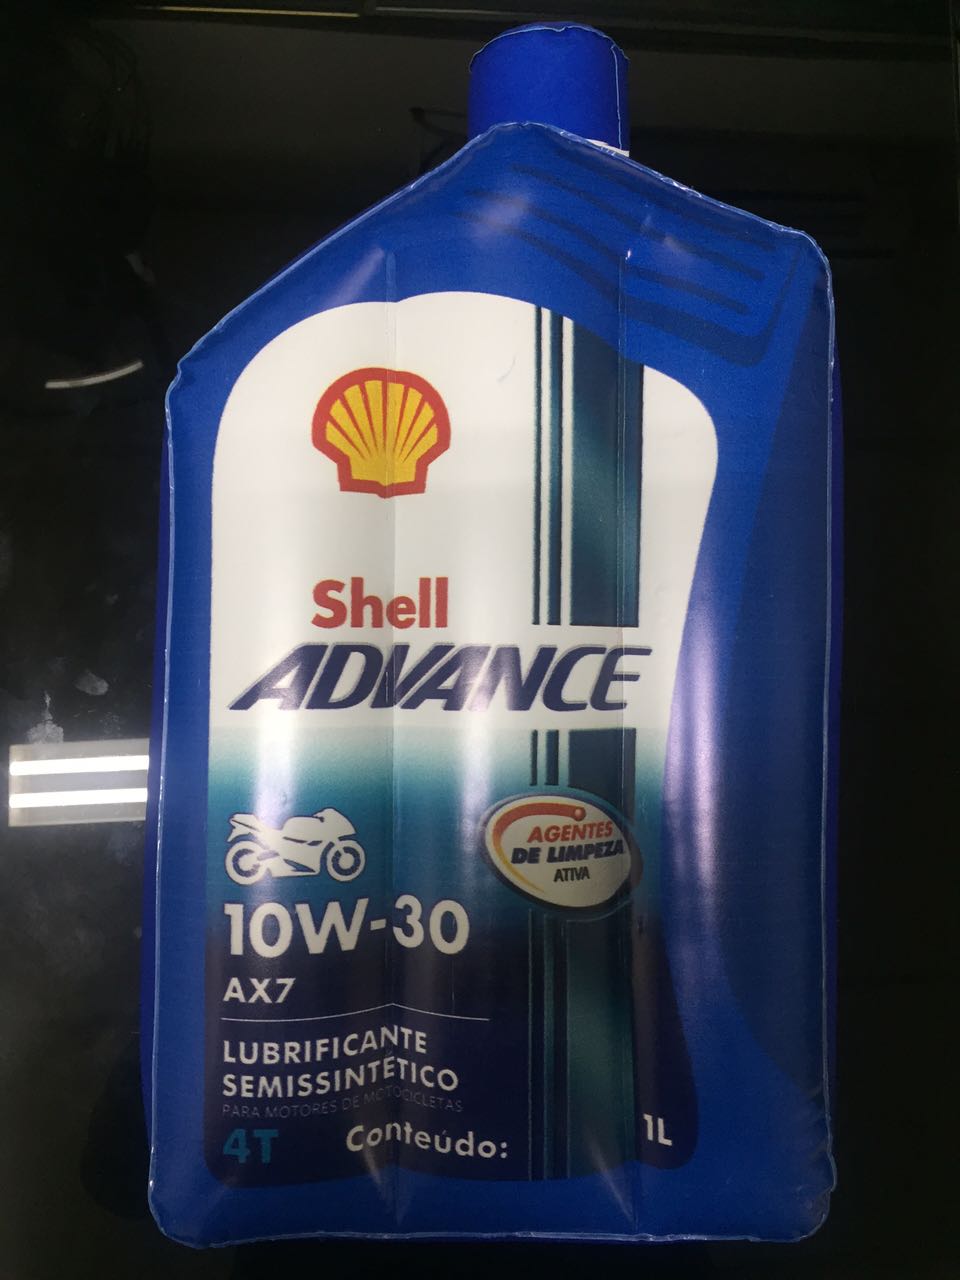 Shell
ADVANCE
AGENTES
DE LIMPEZA
ATIVA
10W-30
AX7
LUBRIFICANTE
SEMISSINTÉTICO
PARA MOTORES DE MOTOCICLETAS
4T Conteúdo: 1L